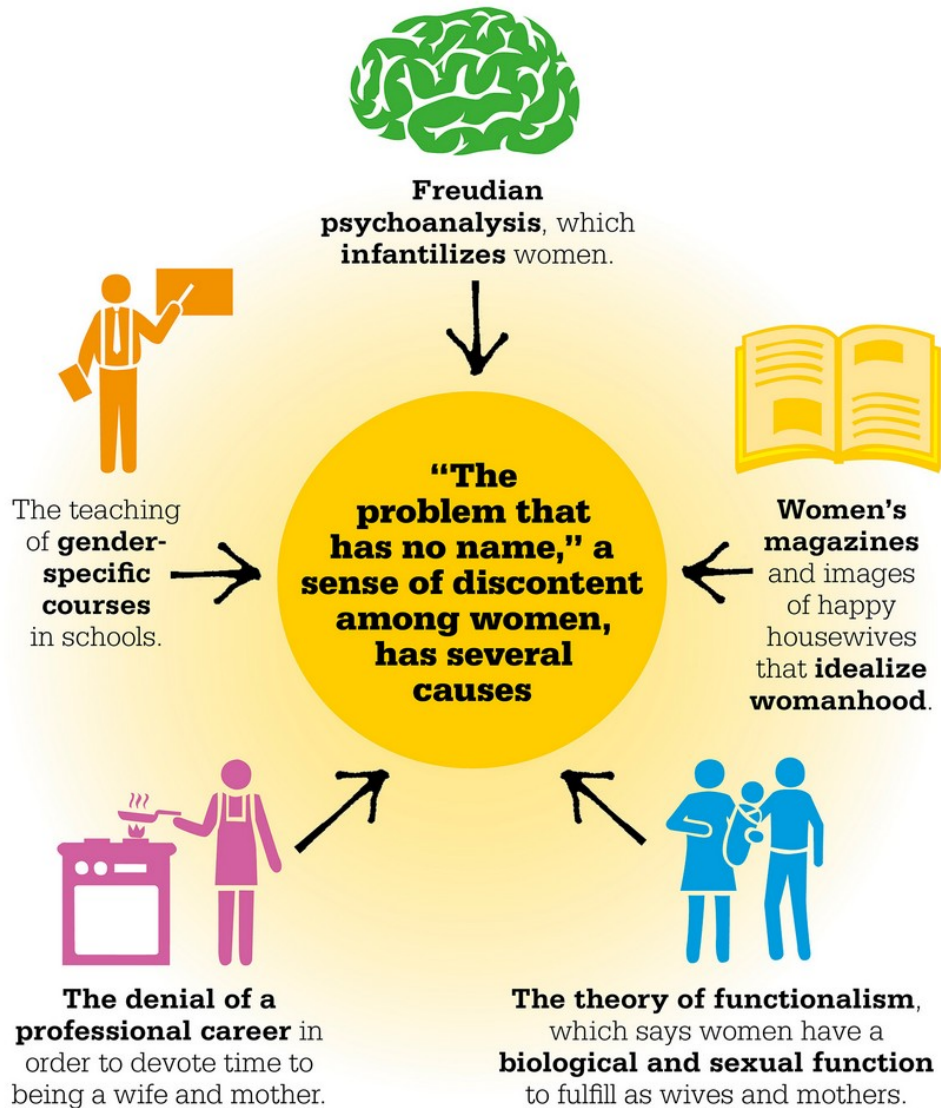 Freudian
psychoanalysis, which
infantilizes women.
The teaching
of gender-
specific
courses
in schools.
“The
problem that
has no name,” a
sense of discontent
among women,
has several
causes
Women’s
magazines
and images
of happy
housewives
that idealize
womanhood.
The denial of a
professional career in
order to devote time to
being a wife and mother.
The theory of functionalism,
which says women have a
biological and sexual function
to fulfill as wives and mothers.